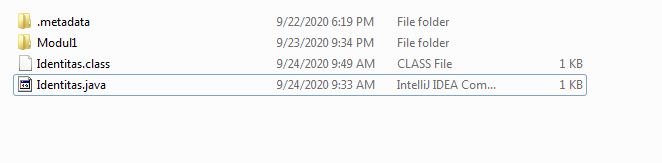 .metadata 9/22/2020 6:19 PM File folder
Modul1 9/23/2020 9:34 PM File folder
Identitas.class 9/24/2020 9:49 AM CLASS File 1 KB
Identitas.java 9/24/2020 9:33 AM IntelliJ IDEA Com... 1 KB